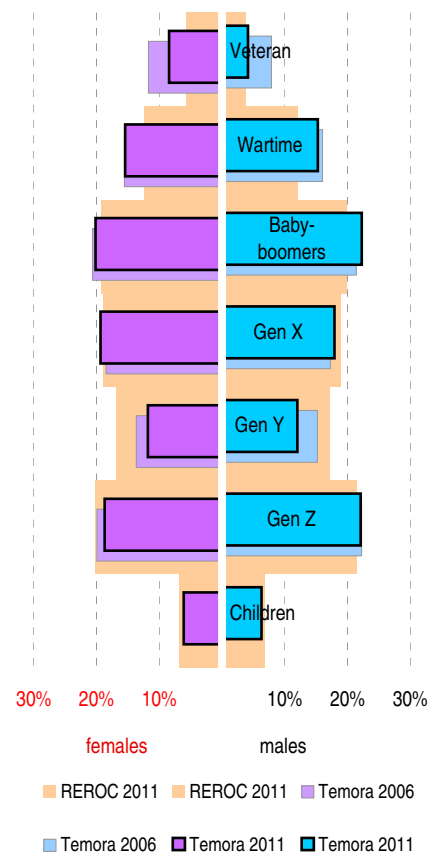 Veteran
Wartime
Baby-
boomers
Gen X
Gen Y
Gen Z
Children
30% 20% 10% 10% 20% 30%
females males
REROC 2011 REROC 2011 Temora 2006
Temora 2006 Temora 2011 Temora 2011